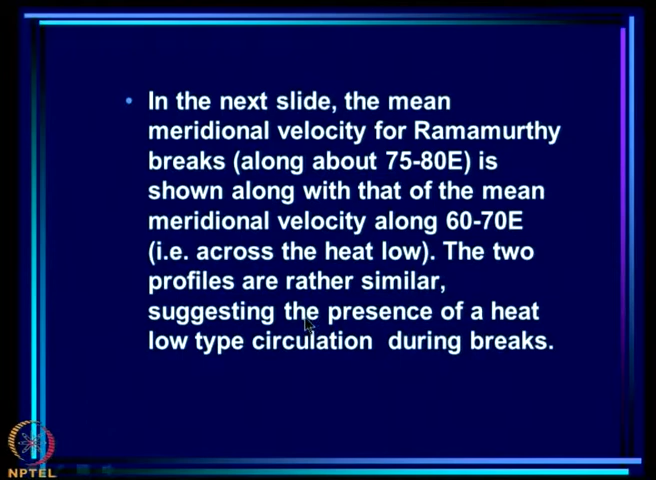 • In the next slide, the mean
meridional velocity for Ramamurthy
breaks (along about 75-80E) is
shown along with that of the mean
meridional velocity along 60-70E
(i.e. across the heat low). The two
profiles are rather similar,
suggesting the presence of a heat
low type circulation during breaks.
NPTEL